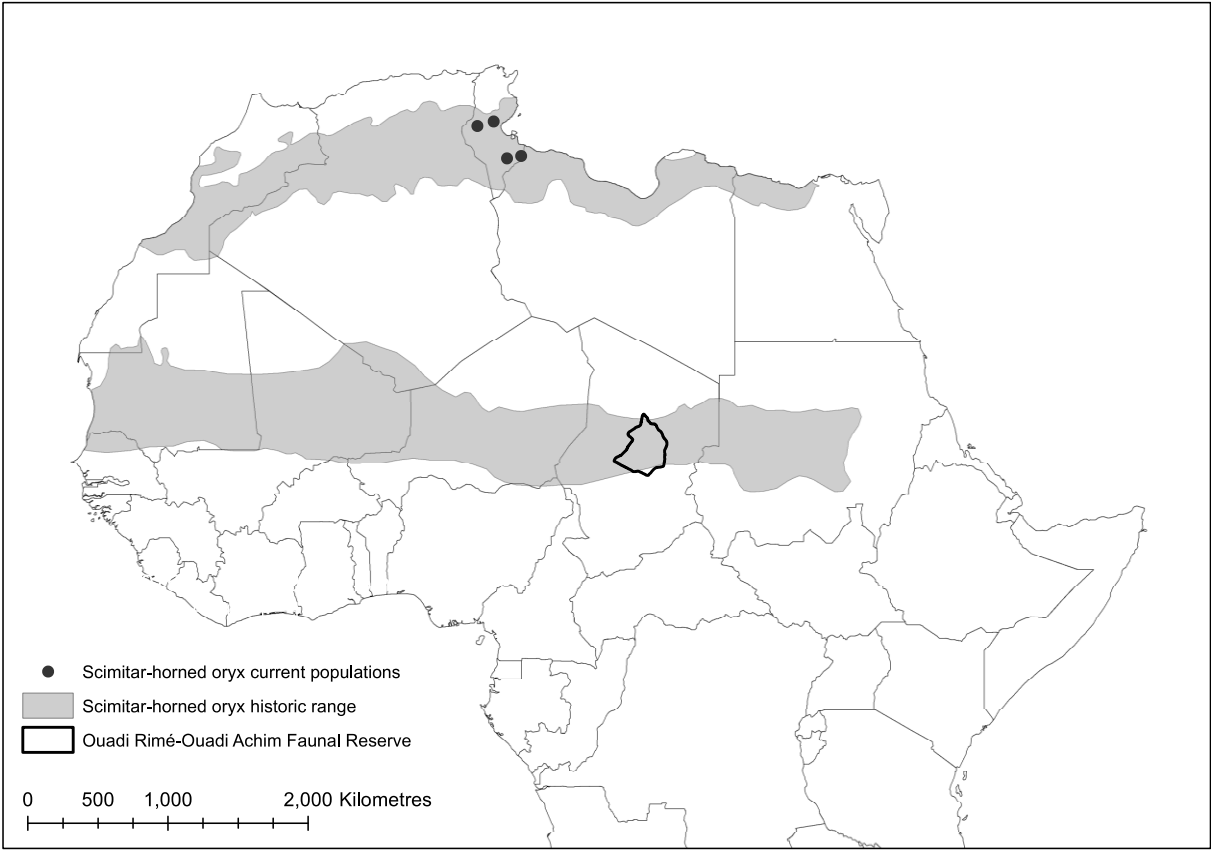 Scimitar-horned oryx current populations
Scimitar-horned oryx historic range
Ouadi Rimé-Ouadi Achim Faunal Reserve
0 500 1,000 2,000 Kilometres